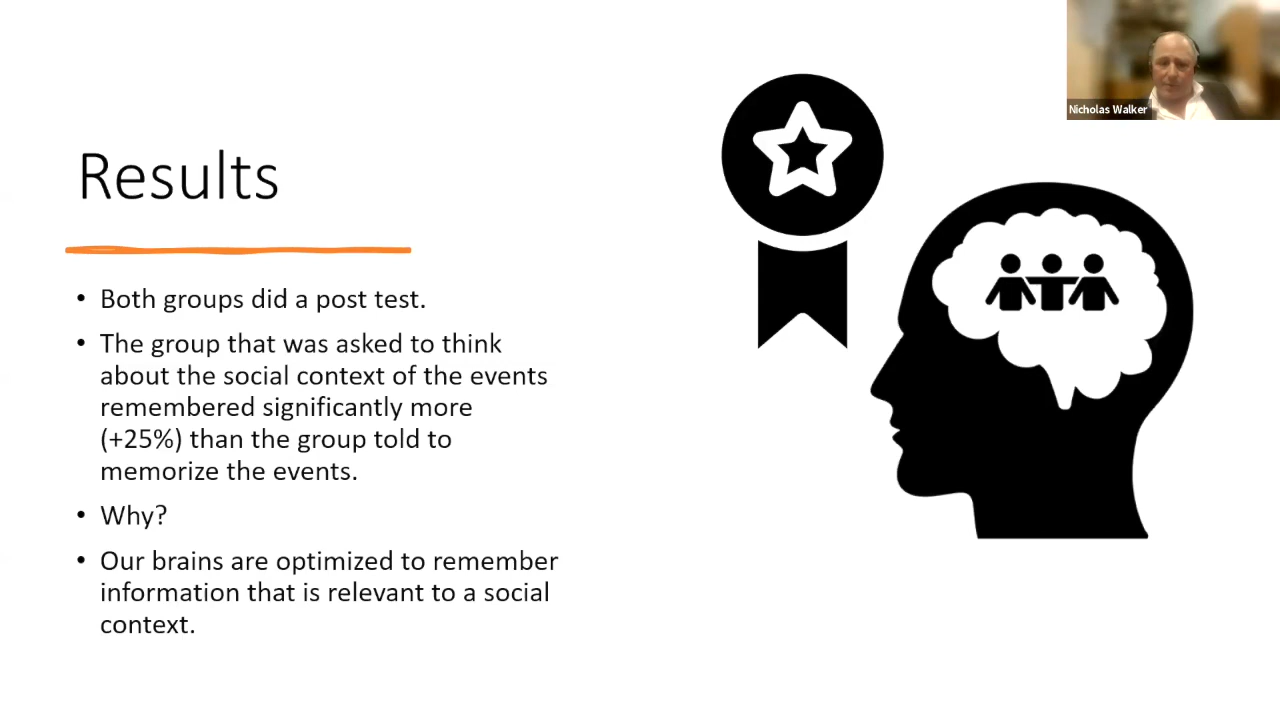 Nicholas Walker
Results
• Both groups did a post test.
• The group that was asked to think
about the social context of the events
remembered significantly more
(+25%) than the group told to
memorize the events.
• Why?
• Our brains are optimized to remember
information that is relevant to a social
context.